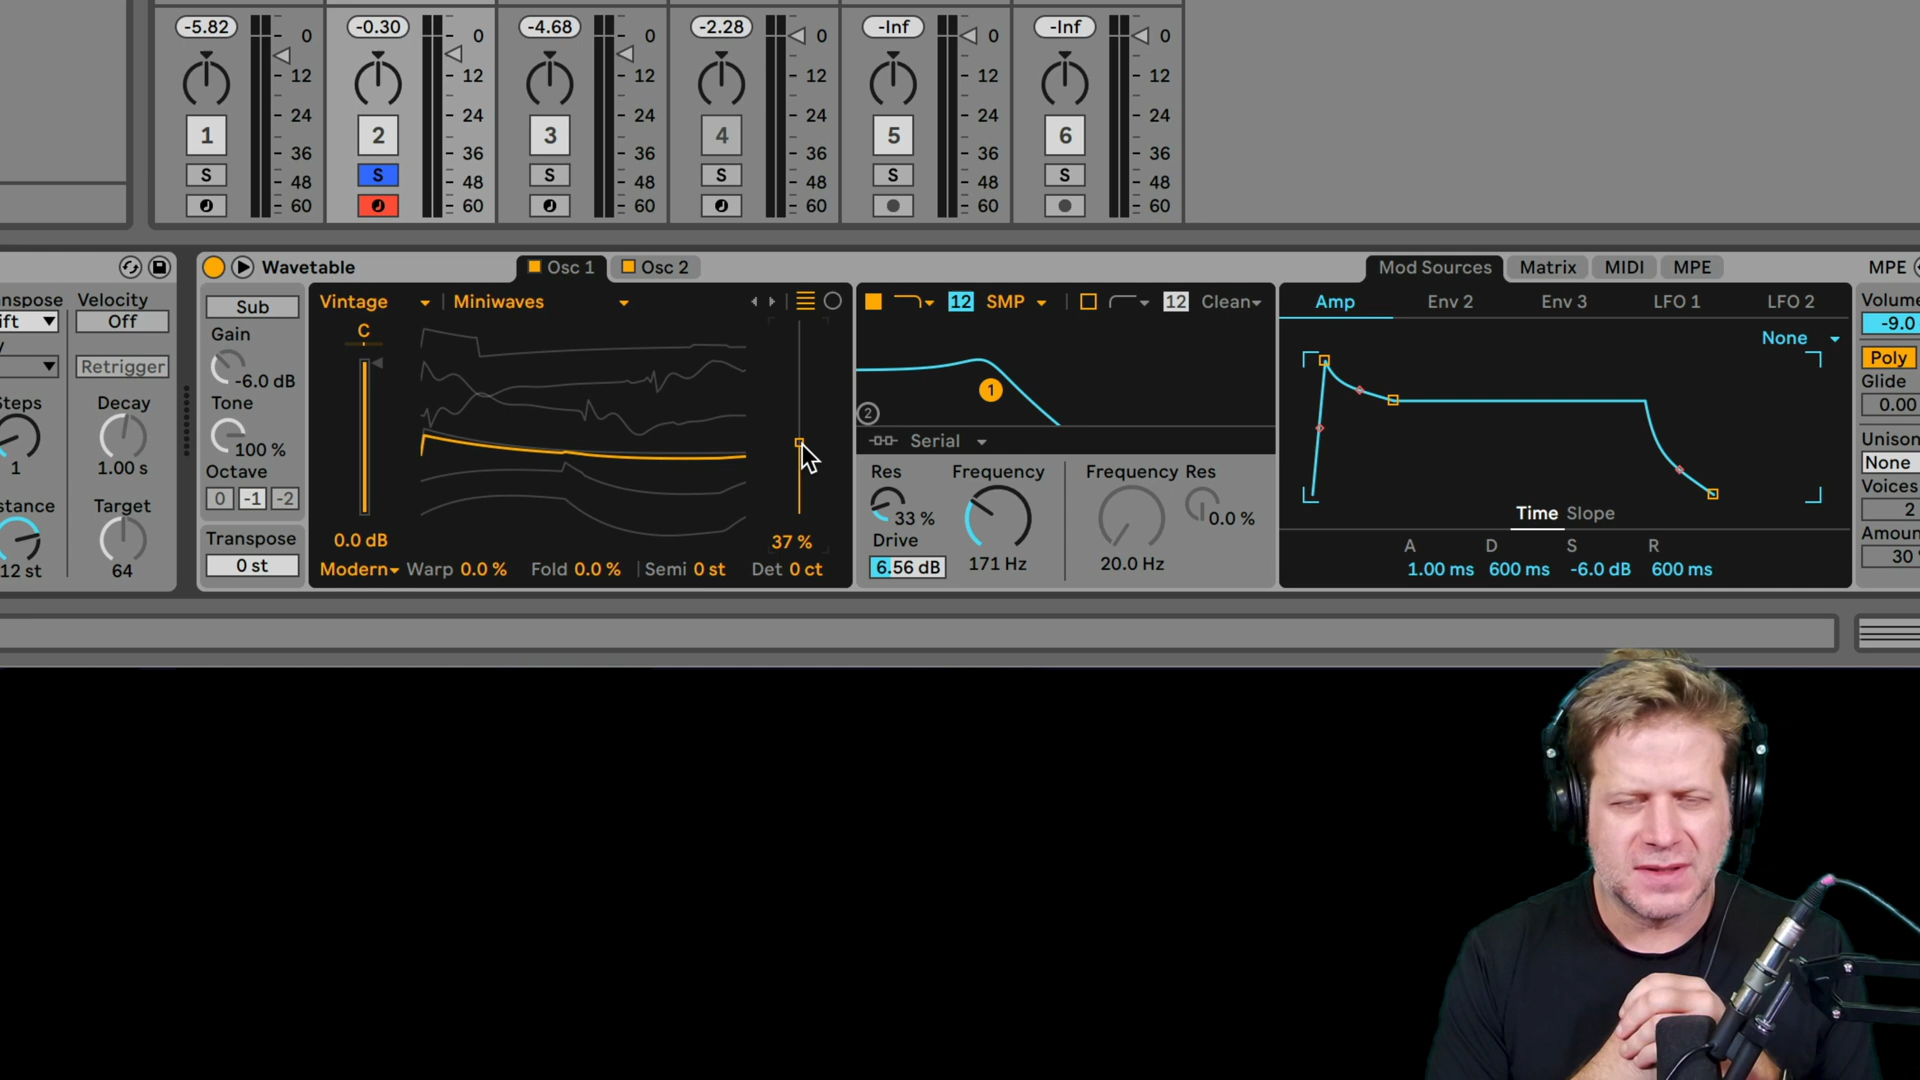 -5.82 -0.30 -4.68 -2.28 -Inf -Inf
0 0 0 0 0 0
12 12 12 12 12 12
24 24 24 24 24 24
1 2 3 4 5 6
36 36 36 36 36 36
S S S S S S
48 48 48 48 48 48
60 60 60 60 60 60
Wavetable Osc 1 Osc 2 Mod Sources Matrix MIDI MPE MPE
nspose Velocity
ift Off
Retrigger
Steps Decay
1 1.00 s
stance Target
12 st 64
Sub
Gain
-6.0 dB
Tone
100 %
Octave
0 -1 -2
Transpose
0 st
Vintage Miniwaves
C
0.0 dB 37 %
Modern Warp 0.0 % Fold 0.0 % Semi 0 st Det 0 ct
12 SMP 12 Clean
1
2
Serial
Res Frequency Frequency Res
33 % 0.0 %
Drive
6.56 dB 171 Hz 20.0 Hz
Amp Env 2 Env 3 LFO 1 LFO 2
None
Time Slope
A D S R
1.00 ms 600 ms -6.0 dB 600 ms
Volume
-9.0
Poly
Glide
0.00
Unison
None
Voices
2
Amoun
30